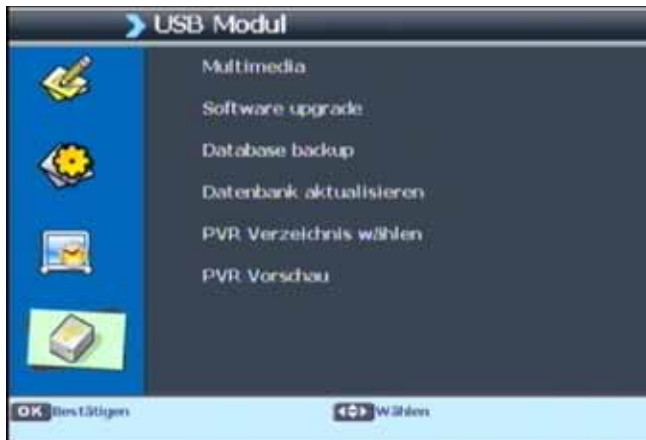 USB Modul
Multimedia
Software upgrade
Database backup
Datenbank aktualisieren
PVR Verzeichnis wählen
PVR Vorschau
OK Bestätigen
Wählen